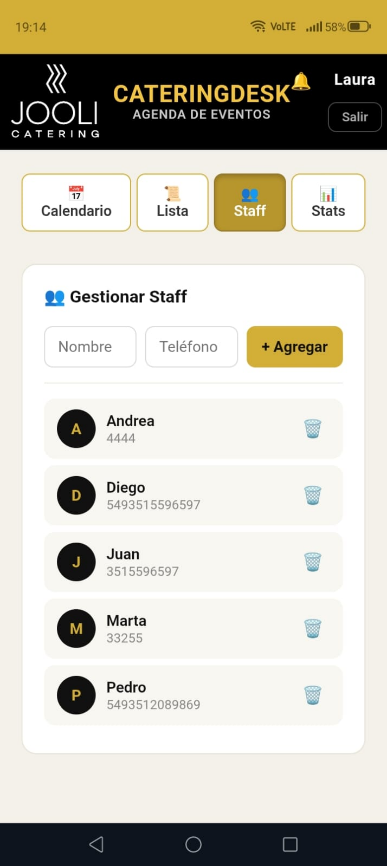 19:14 VoLTE 58%
JOOLI
CATERING
CATERINGDESK
AGENDA DE EVENTOS
Laura
Salir
Calendario
Lista
Staff
Stats
Gestionar Staff
Nombre
Teléfono
+ Agregar
A
Andrea
4444
D
Diego
5493515596597
J
Juan
3515596597
M
Marta
33255
P
Pedro
5493512089869